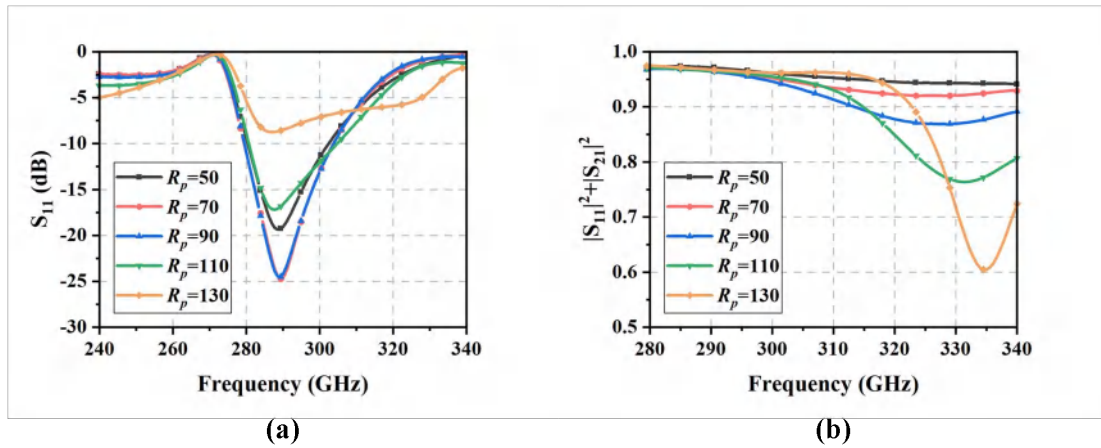 S11 (dB)
0
-5
-10
-15
-20
-25
-30
Rp=50
Rp=70
Rp=90
Rp=110
Rp=130
240 260 280 300 320 340
Frequency (GHz)
(a)
|S11|²+|S21|²
1.0
0.9
0.8
0.7
0.6
0.5
Rp=50
Rp=70
Rp=90
Rp=110
Rp=130
280 290 300 310 320 330 340
Frequency (GHz)
(b)